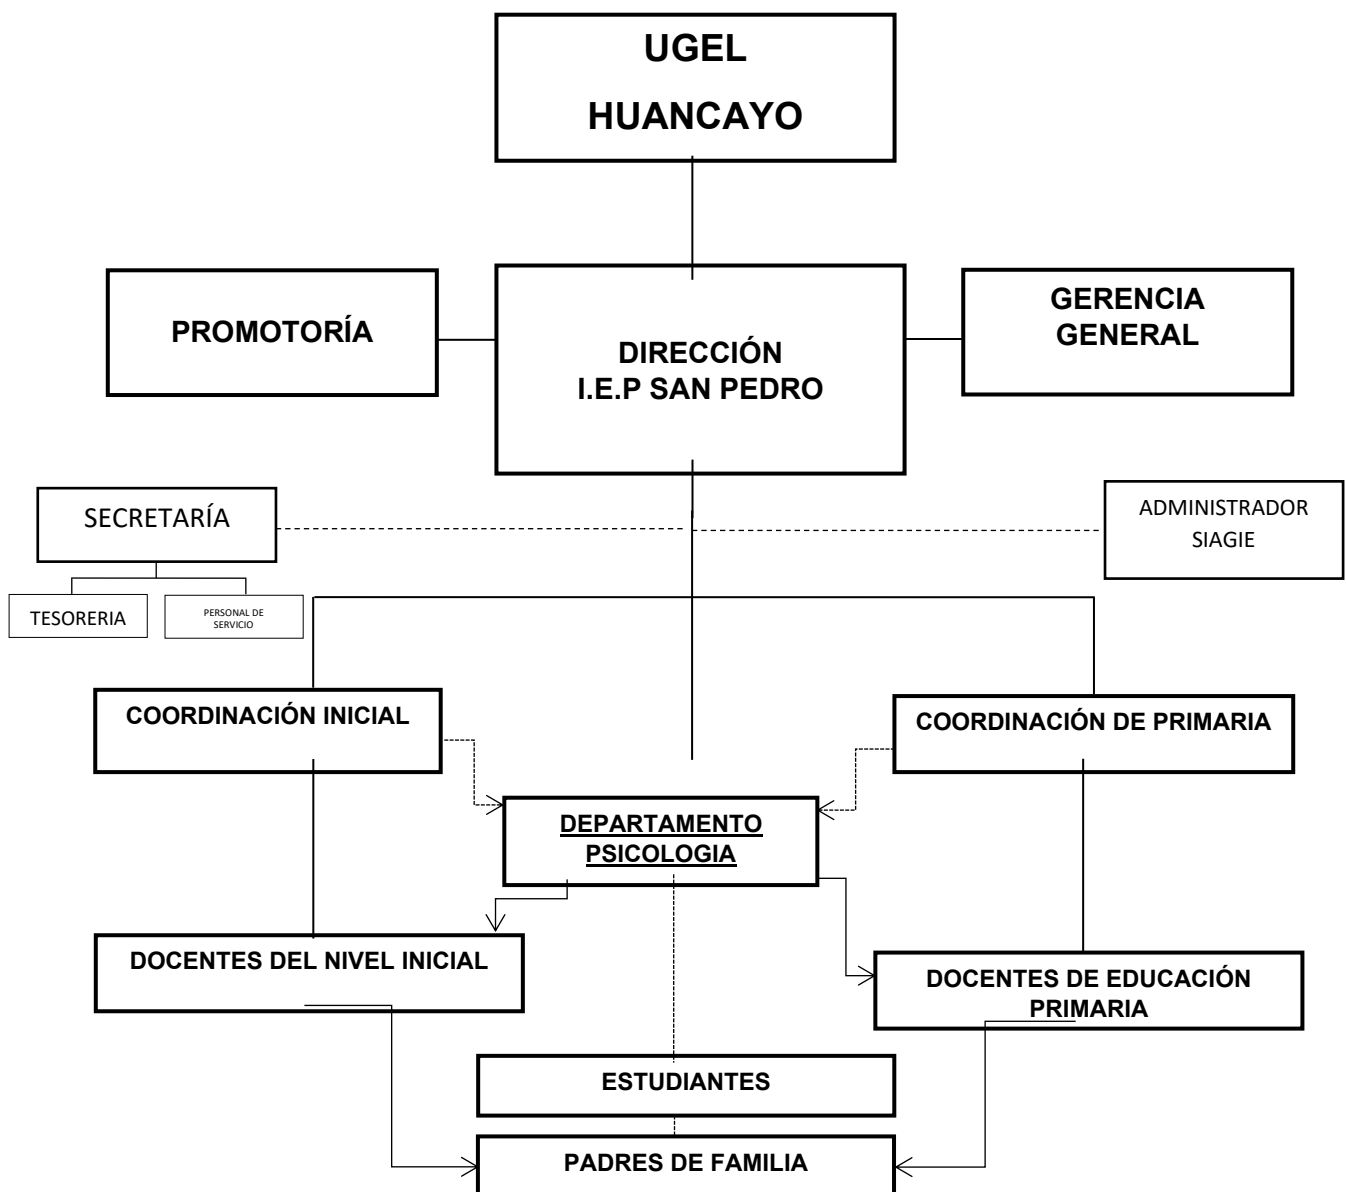 UGEL
HUANCAYO
PROMOTORÍA
DIRECCIÓN
I.E.P SAN PEDRO
GERENCIA
GENERAL
SECRETARÍA
ADMINISTRADOR
SIAGIE
TESORERIA
PERSONAL DE
SERVICIO
COORDINACIÓN INICIAL
COORDINACIÓN DE PRIMARIA
DEPARTAMENTO
PSICOLOGIA
DOCENTES DEL NIVEL INICIAL
DOCENTES DE EDUCACIÓN
PRIMARIA
ESTUDIANTES
PADRES DE FAMILIA